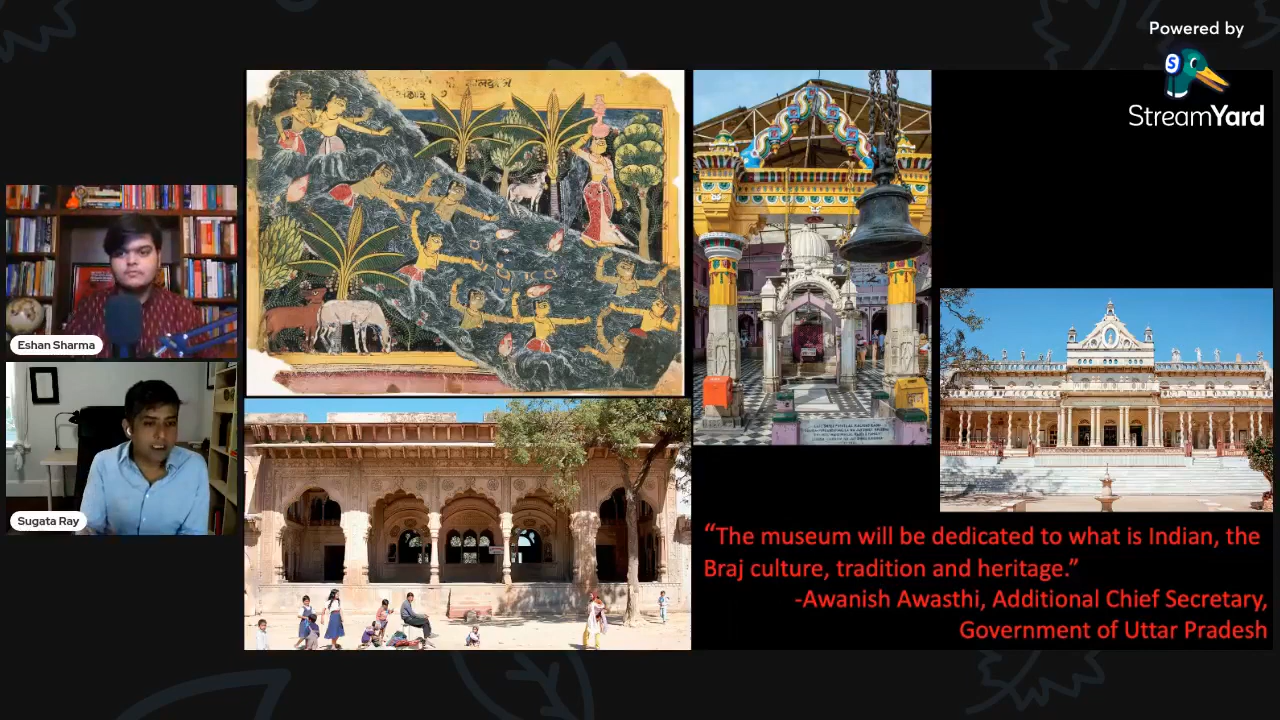 Powered by
StreamYard
Eshan Sharma
Sugata Ray
“The museum will be dedicated to what is Indian, the
Braj culture, tradition and heritage.”
-Awanish Awasthi, Additional Chief Secretary,
Government of Uttar Pradesh